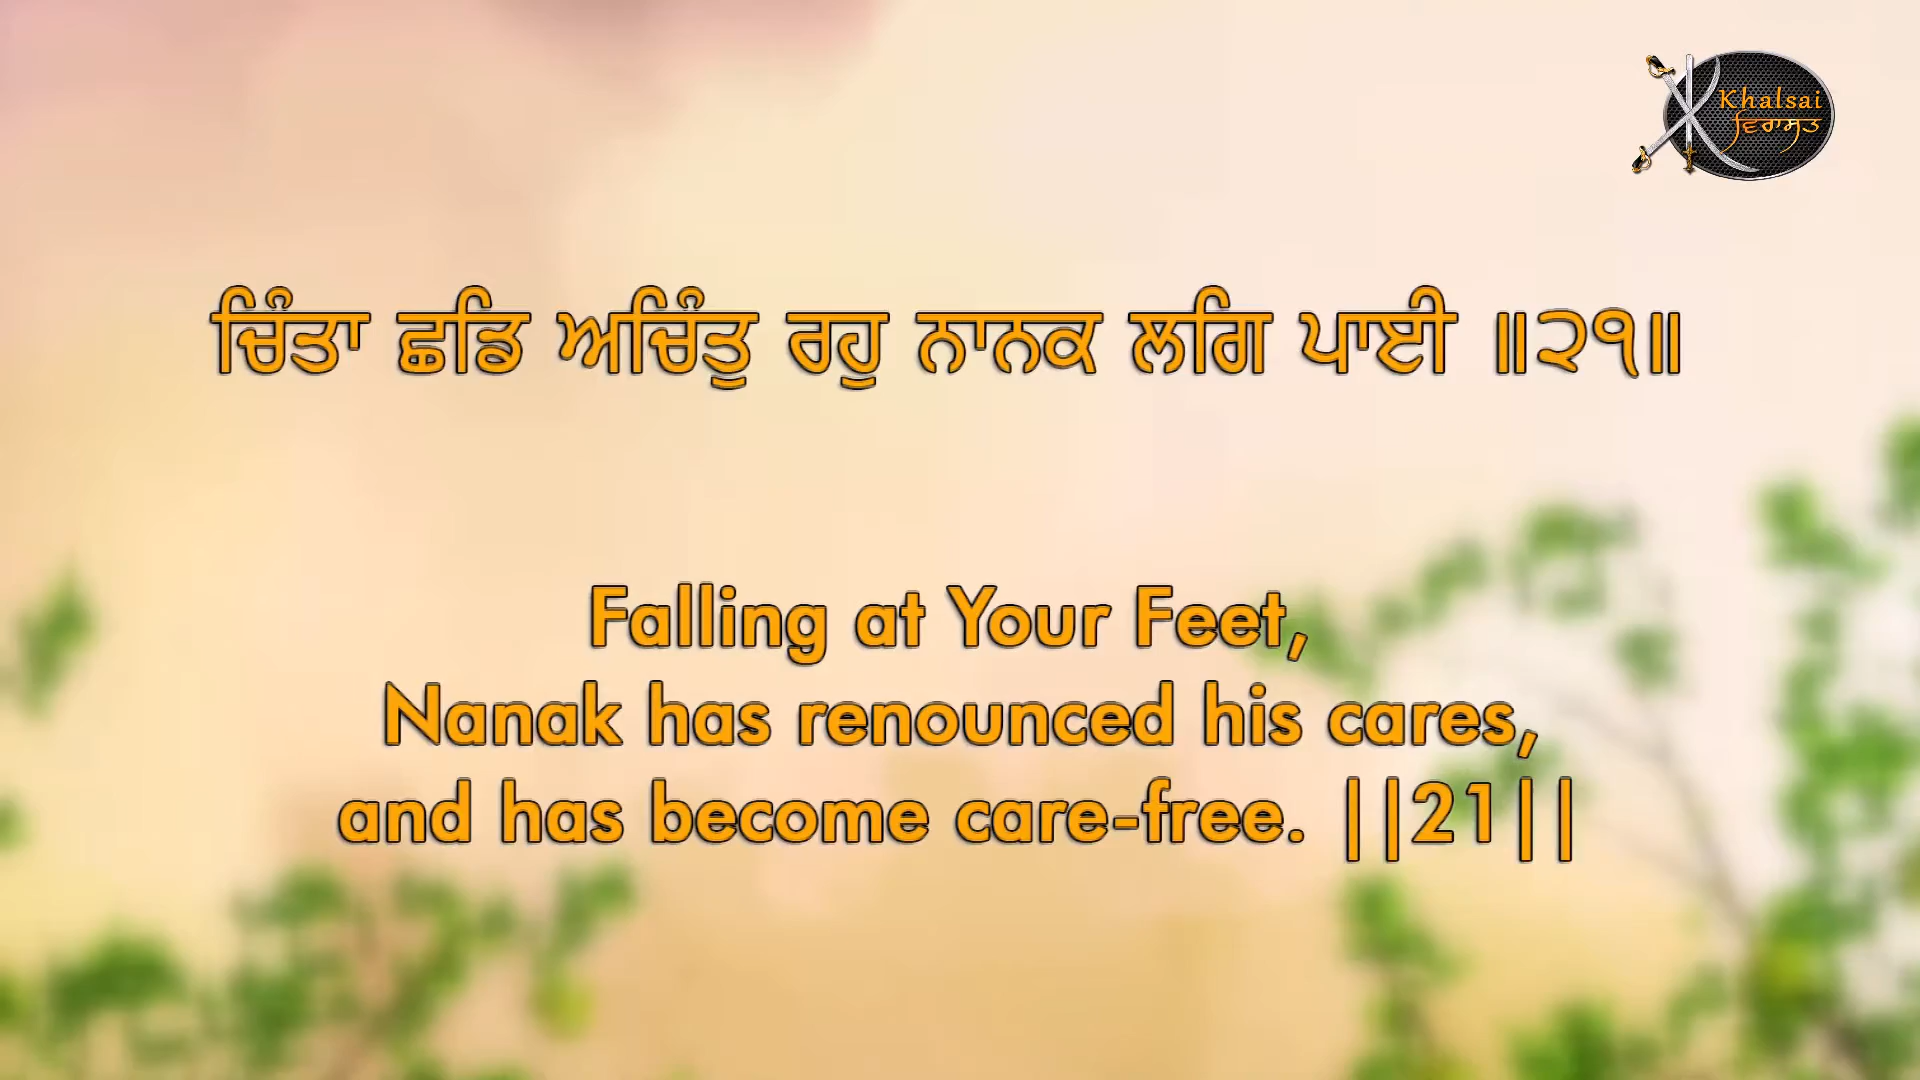 Khalsai
ਵਿਰਾਸਤ
ਚਿੰਤਾ ਛਡਿ ਅਚਿੰਤੁ ਰਹੁ ਨਾਨਕ ਲਗਿ ਪਾਈ ॥੨੧॥
Falling at Your Feet,
Nanak has renounced his cares,
and has become care-free. ||21||